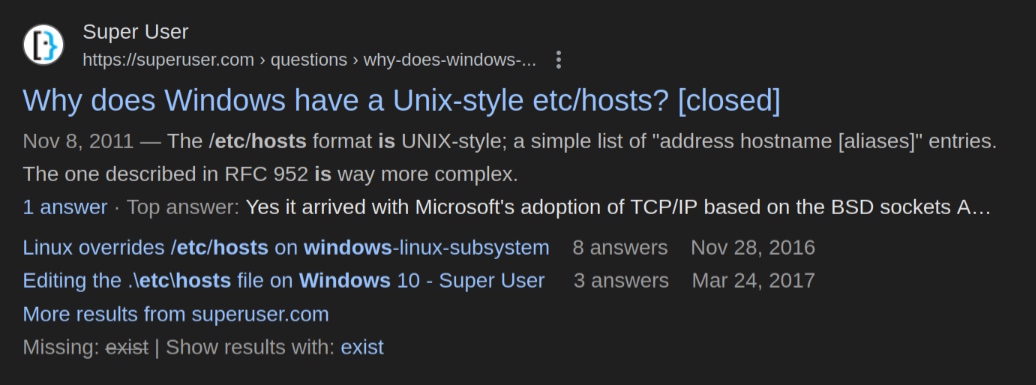 Super User
https://superuser.com › questions › why-does-windows-...
Why does Windows have a Unix-style etc/hosts? [closed]
Nov 8, 2011 — The /etc/hosts format is UNIX-style; a simple list of "address hostname [aliases]" entries.
The one described in RFC 952 is way more complex.
1 answer · Top answer: Yes it arrived with Microsoft's adoption of TCP/IP based on the BSD sockets A...
Linux overrides /etc/hosts on windows-linux-subsystem 8 answers Nov 28, 2016
Editing the .\etc\hosts file on Windows 10 - Super User 3 answers Mar 24, 2017
More results from superuser.com
Missing: exist | Show results with: exist